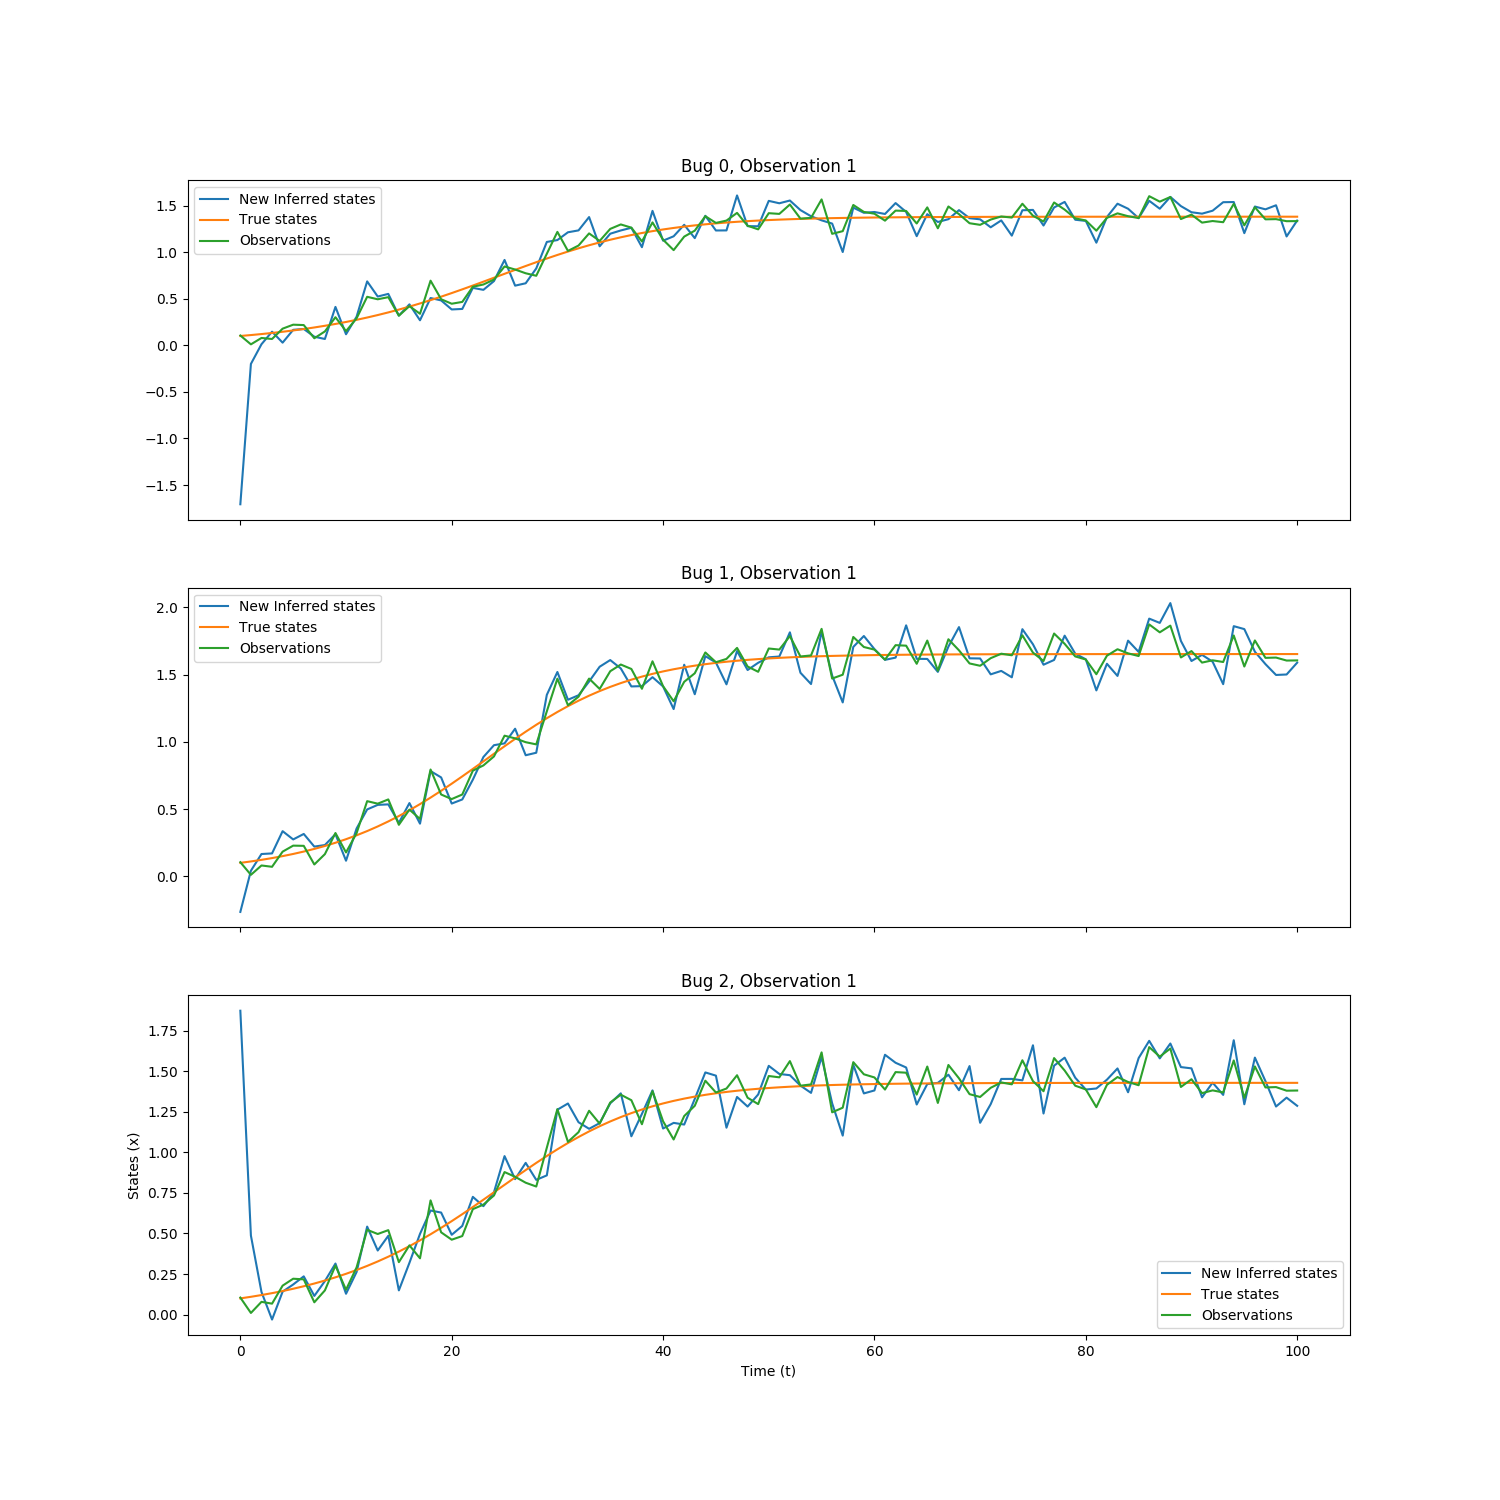 Bug 0, Observation 1
New Inferred states
True states
Observations
1.5
1.0
0.5
0.0
−0.5
−1.0
−1.5
Bug 1, Observation 1
New Inferred states
True states
Observations
2.0
1.5
1.0
0.5
0.0
Bug 2, Observation 1
1.75
1.50
1.25
1.00
0.75
0.50
0.25
0.00
States (x)
New Inferred states
True states
Observations
0 20 40 60 80 100
Time (t)